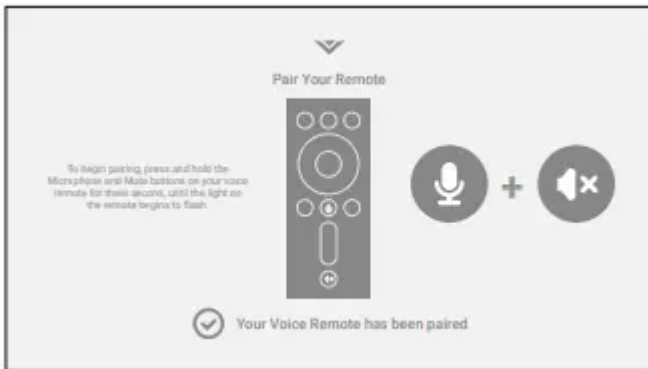 Pair Your Remote
To begin pairing, press and hold the
Microphone and Mute buttons on your voice
remote for three second, until the light on
the remote begins to flash
Your Voice Remote has been paired